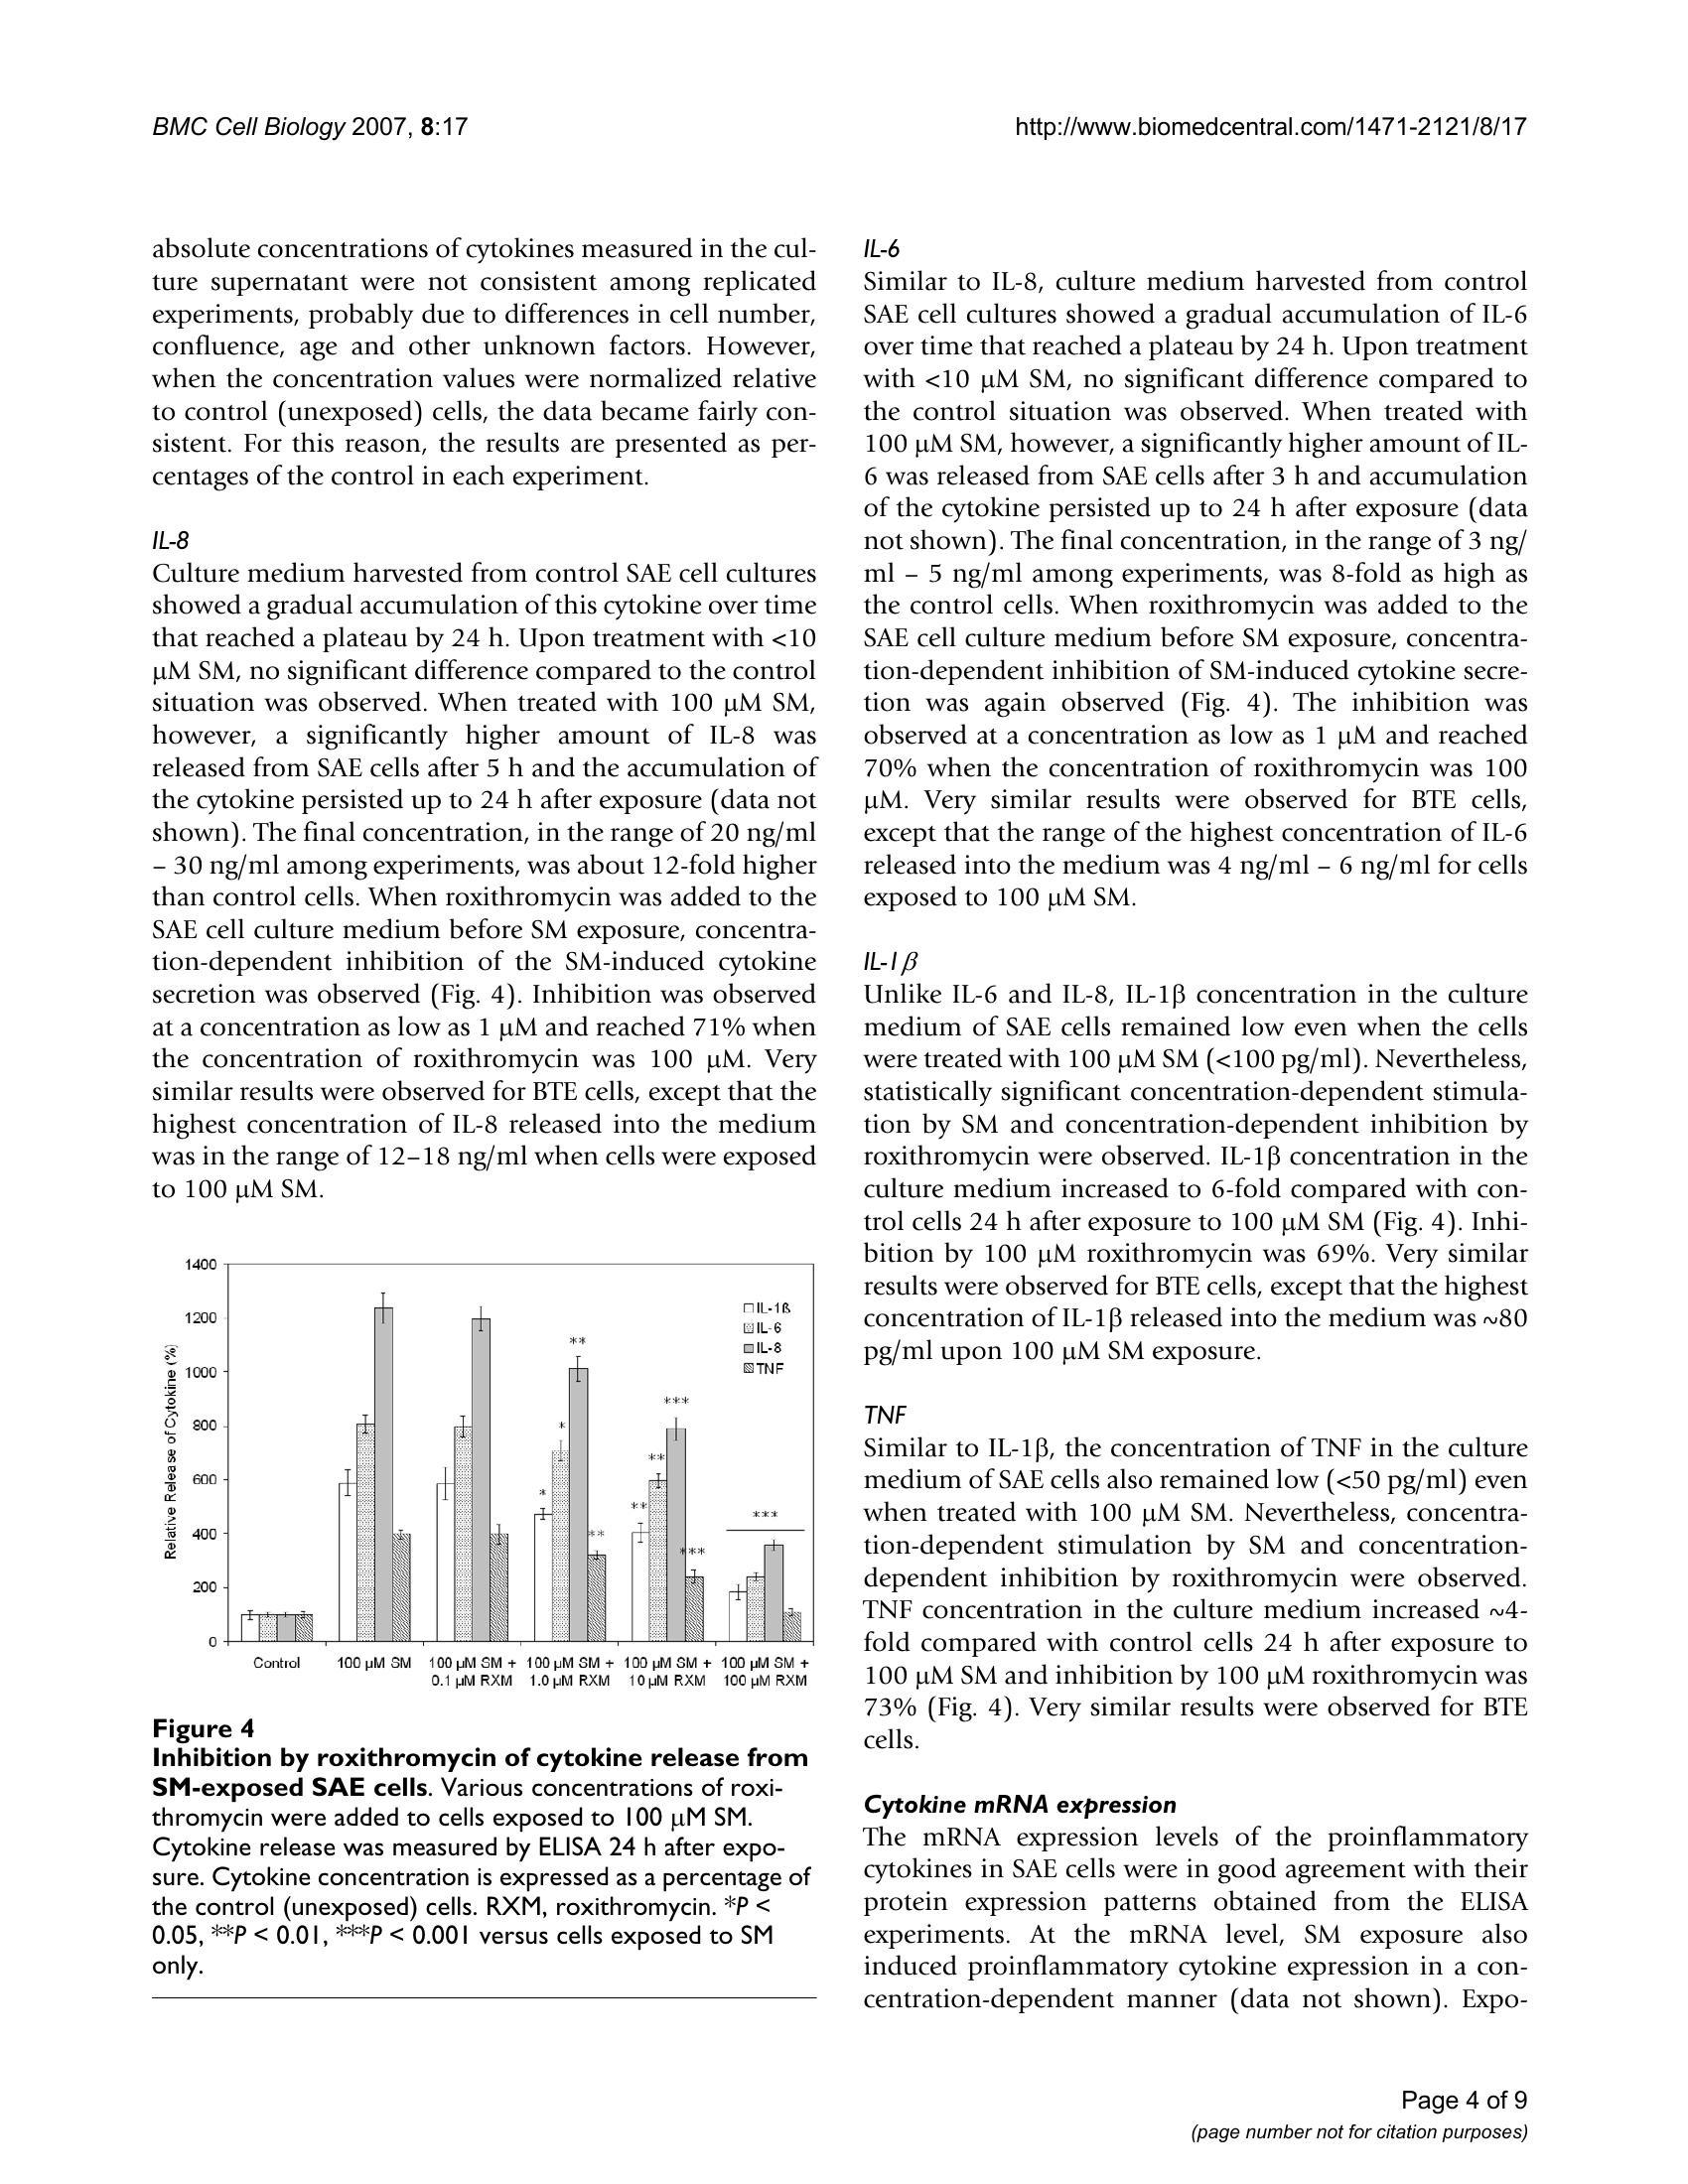 BMC Cell Biology 2007, 8:17
http://www.biomedcentral.com/1471-2121/8/17
absolute concentrations of cytokines measured in the cul-
ture supernatant were not consistent among replicated
experiments, probably due to differences in cell number,
confluence, age and other unknown factors. However,
when the concentration values were normalized relative
to control (unexposed) cells, the data became fairly con-
sistent. For this reason, the results are presented as per-
centages of the control in each experiment.
IL-8
Culture medium harvested from control SAE cell cultures
showed a gradual accumulation of this cytokine over time
that reached a plateau by 24 h. Upon treatment with <10
μM SM, no significant difference compared to the control
situation was observed. When treated with 100 μM SM,
however, a significantly higher amount of IL-8 was
released from SAE cells after 5 h and the accumulation of
the cytokine persisted up to 24 h after exposure (data not
shown). The final concentration, in the range of 20 ng/ml
– 30 ng/ml among experiments, was about 12-fold higher
than control cells. When roxithromycin was added to the
SAE cell culture medium before SM exposure, concentra-
tion-dependent inhibition of the SM-induced cytokine
secretion was observed (Fig. 4). Inhibition was observed
at a concentration as low as 1 μM and reached 71% when
the concentration of roxithromycin was 100 μM. Very
similar results were observed for BTE cells, except that the
highest concentration of IL-8 released into the medium
was in the range of 12–18 ng/ml when cells were exposed
to 100 μM SM.
1400
1200
1000
800
600
400
200
0
Relative Release of Cytokine (%)
IL-1ß
IL-6
IL-8
TNF
*
*
**
**
**
**
***
***
***
Control
100 μM SM
100 μM SM +
0.1 μM RXM
100 μM SM +
1.0 μM RXM
100 μM SM +
10 μM RXM
100 μM SM +
100 μM RXM
Figure 4
Inhibition by roxithromycin of cytokine release from
SM-exposed SAE cells. Various concentrations of roxi-
thromycin were added to cells exposed to 100 μM SM.
Cytokine release was measured by ELISA 24 h after expo-
sure. Cytokine concentration is expressed as a percentage of
the control (unexposed) cells. RXM, roxithromycin. *P <
0.05, **P < 0.01, ***P < 0.001 versus cells exposed to SM
only.
IL-6
Similar to IL-8, culture medium harvested from control
SAE cell cultures showed a gradual accumulation of IL-6
over time that reached a plateau by 24 h. Upon treatment
with <10 μM SM, no significant difference compared to
the control situation was observed. When treated with
100 μM SM, however, a significantly higher amount of IL-
6 was released from SAE cells after 3 h and accumulation
of the cytokine persisted up to 24 h after exposure (data
not shown). The final concentration, in the range of 3 ng/
ml – 5 ng/ml among experiments, was 8-fold as high as
the control cells. When roxithromycin was added to the
SAE cell culture medium before SM exposure, concentra-
tion-dependent inhibition of SM-induced cytokine secre-
tion was again observed (Fig. 4). The inhibition was
observed at a concentration as low as 1 μM and reached
70% when the concentration of roxithromycin was 100
μM. Very similar results were observed for BTE cells,
except that the range of the highest concentration of IL-6
released into the medium was 4 ng/ml – 6 ng/ml for cells
exposed to 100 μM SM.
IL-1β
Unlike IL-6 and IL-8, IL-1β concentration in the culture
medium of SAE cells remained low even when the cells
were treated with 100 μM SM (<100 pg/ml). Nevertheless,
statistically significant concentration-dependent stimula-
tion by SM and concentration-dependent inhibition by
roxithromycin were observed. IL-1β concentration in the
culture medium increased to 6-fold compared with con-
trol cells 24 h after exposure to 100 μM SM (Fig. 4). Inhi-
bition by 100 μM roxithromycin was 69%. Very similar
results were observed for BTE cells, except that the highest
concentration of IL-1β released into the medium was ~80
pg/ml upon 100 μM SM exposure.
TNF
Similar to IL-1β, the concentration of TNF in the culture
medium of SAE cells also remained low (<50 pg/ml) even
when treated with 100 μM SM. Nevertheless, concentra-
tion-dependent stimulation by SM and concentration-
dependent inhibition by roxithromycin were observed.
TNF concentration in the culture medium increased ~4-
fold compared with control cells 24 h after exposure to
100 μM SM and inhibition by 100 μM roxithromycin was
73% (Fig. 4). Very similar results were observed for BTE
cells.
Cytokine mRNA expression
The mRNA expression levels of the proinflammatory
cytokines in SAE cells were in good agreement with their
protein expression patterns obtained from the ELISA
experiments. At the mRNA level, SM exposure also
induced proinflammatory cytokine expression in a con-
centration-dependent manner (data not shown). Expo-
Page 4 of 9
(page number not for citation purposes)